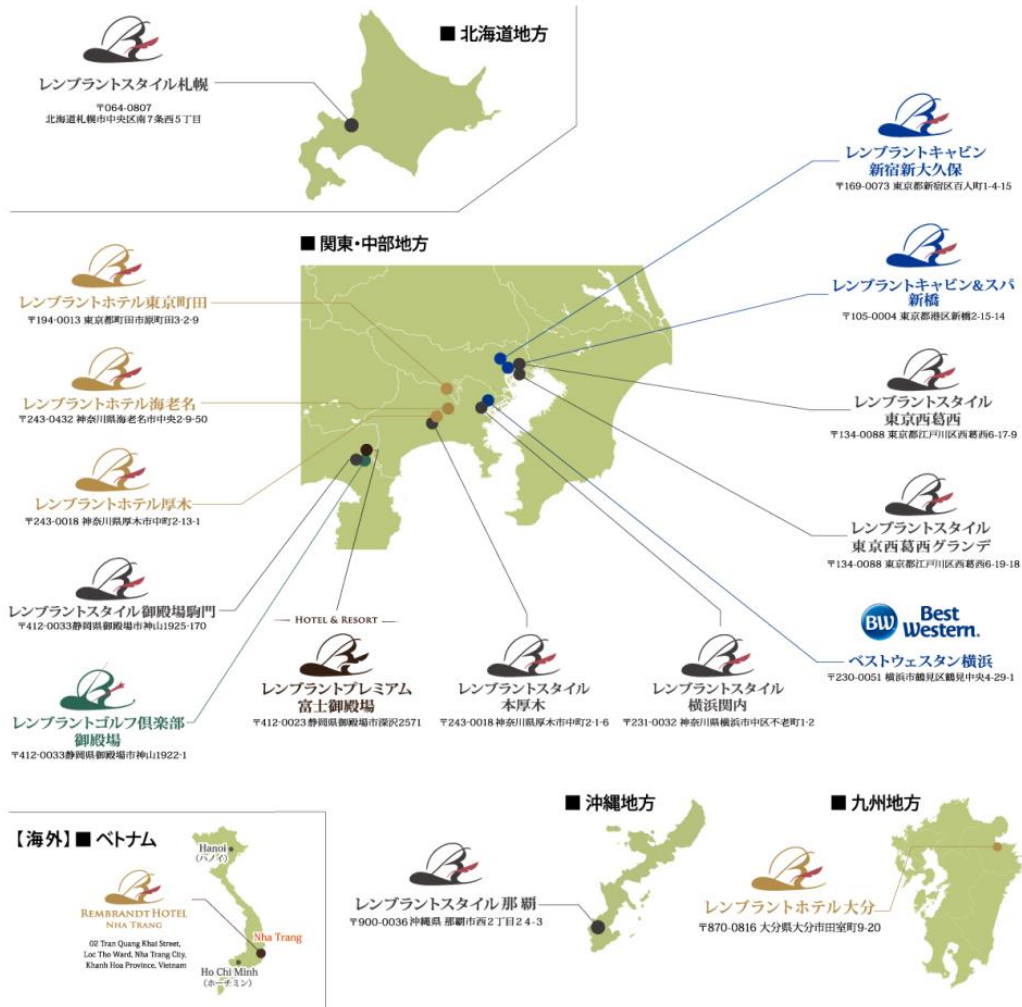 ■ 北海道地方
レンブラントスタイル札幌
〒064-0807
北海道札幌市中央区南7条西5丁目
■ 関東・中部地方
レンブラントホテル東京町田
〒194-0013 東京都町田市原町田3-2-9
レンブラントホテル海老名
〒243-0432 神奈川県海老名市中央2-9-50
レンブラントホテル厚木
〒243-0018 神奈川県厚木市中町2-13-1
レンブラントスタイル御殿場駒門
〒412-0033静岡県御殿場市神山1925-170
レンブラントゴルフ倶楽部
御殿場
〒412-0033静岡県御殿場市神山1922-1
HOTEL & RESORT
レンブラントプレミアム
富士御殿場
〒412-0023静岡県御殿場市深沢2571
レンブラントスタイル
本厚木
〒243-0018 神奈川県厚木市中町2-1-6
レンブラントスタイル
横浜関内
〒231-0032 神奈川県横浜市中区不老町1-2
レンブラントキャビン
新宿新大久保
〒169-0073 東京都新宿区百人町1-4-15
レンブラントキャビン&スパ
新橋
〒105-0004 東京都港区新橋2-15-14
レンブラントスタイル
東京西葛西
〒134-0088 東京都江戸川区西葛西6-17-9
レンブラントスタイル
東京西葛西グランデ
〒134-0088 東京都江戸川区西葛西6-19-18
BW Best
Western.
ベストウェスタン横浜
〒230-0051 横浜市鶴見区鶴見中央4-29-1
【海外】■ ベトナム
Hanoi
(ハノイ)
REMBRANDT HOTEL
NHA TRANG
02 Tran Quang Khai Street,
Loc Tho Ward, Nha Trang City,
Khanh Hoa Province, Vietnam
Nha Trang
Ho Chi Minh
(ホーチミン)
■ 沖縄地方
レンブラントスタイル那覇
〒900-0036 沖縄県 那覇市西2丁目2 4-3
■ 九州地方
レンブラントホテル大分
〒870-0816 大分県大分市田室町9-20